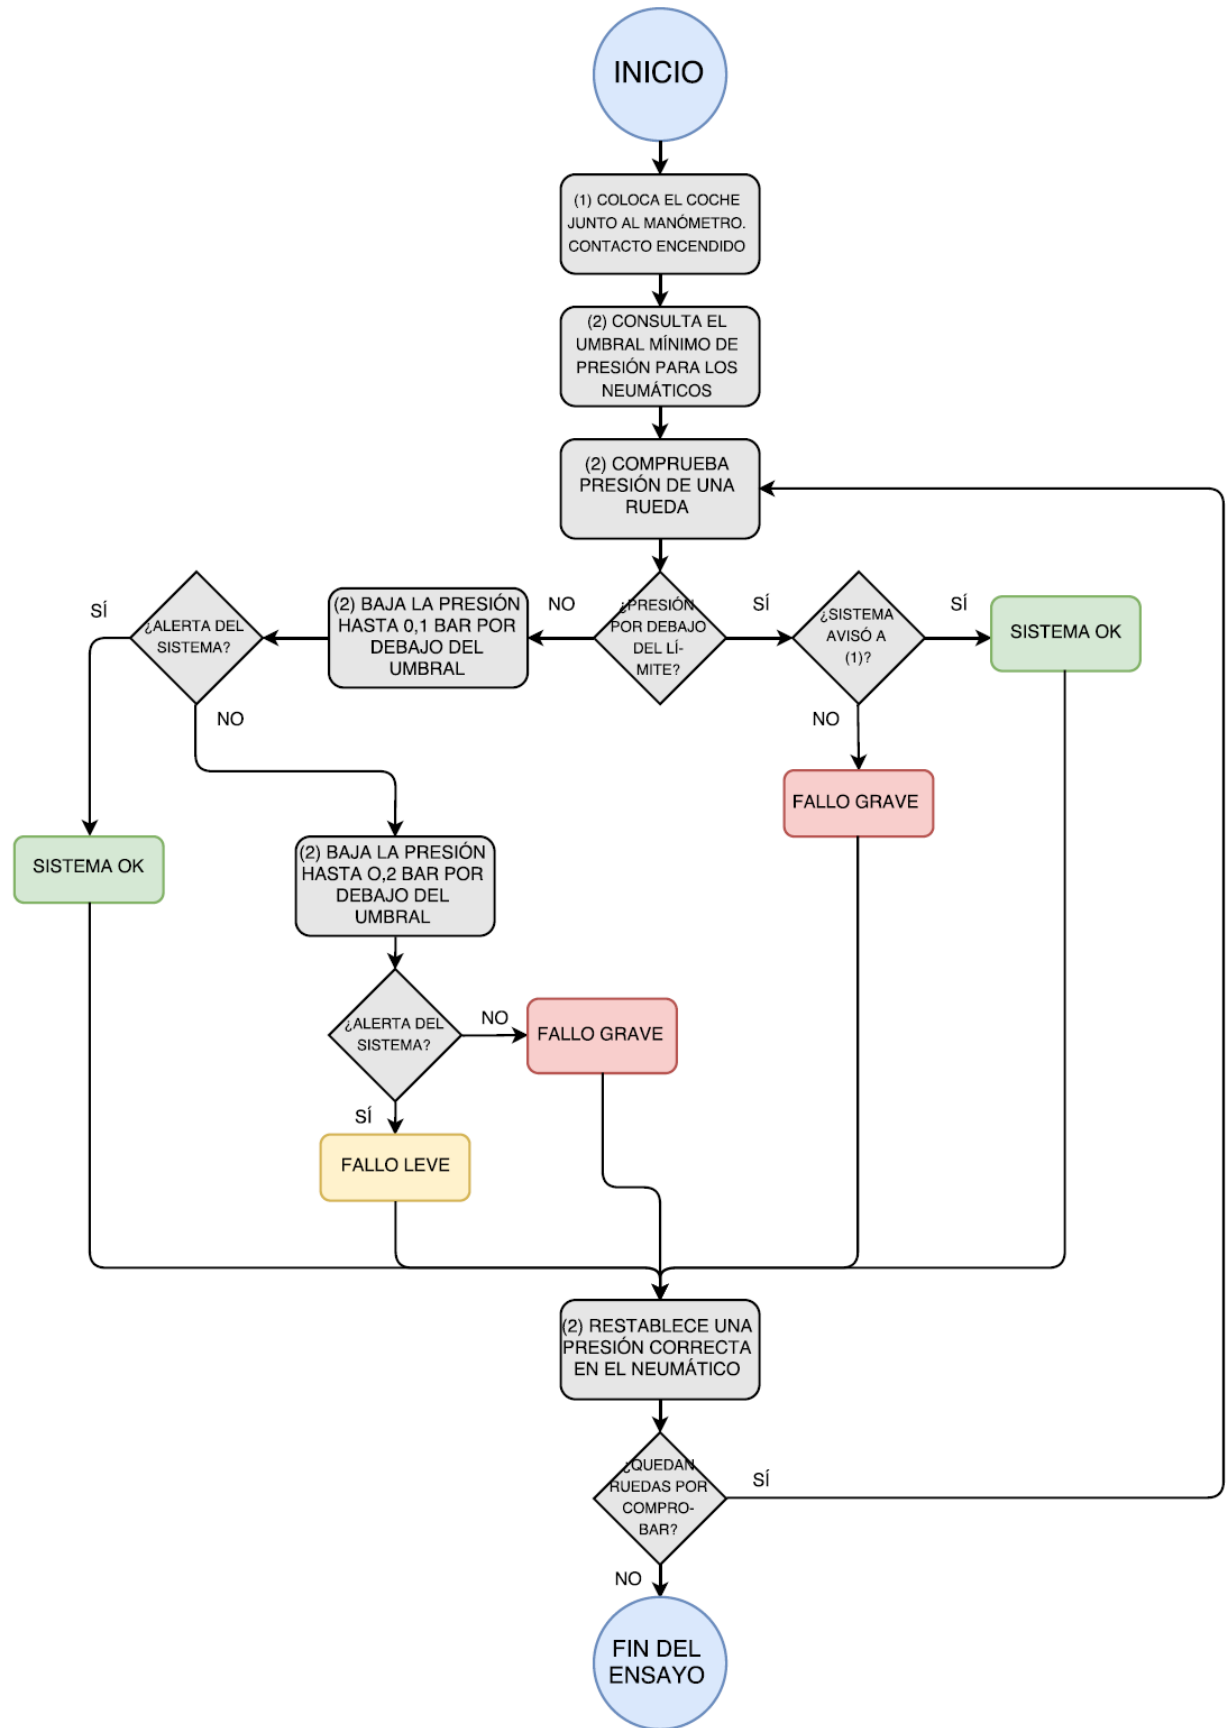 INICIO
(1) COLOCA EL COCHE
JUNTO AL MANÓMETRO.
CONTACTO ENCENDIDO
(2) CONSULTA EL
UMBRAL MÍNIMO DE
PRESIÓN PARA LOS
NEUMÁTICOS
(2) COMPRUEBA
PRESIÓN DE UNA
RUEDA
¿PRESIÓN
POR DEBAJO
DEL LÍ-
MITE?
NO
SÍ
(2) BAJA LA PRESIÓN
HASTA 0,1 BAR POR
DEBAJO DEL
UMBRAL
¿ALERTA DEL
SISTEMA?
SÍ
NO
¿SISTEMA
AVISÓ A
(1)?
SÍ
NO
SISTEMA OK
FALLO GRAVE
SISTEMA OK
(2) BAJA LA PRESIÓN
HASTA O,2 BAR POR
DEBAJO DEL
UMBRAL
¿ALERTA DEL
SISTEMA?
NO
SÍ
FALLO GRAVE
FALLO LEVE
(2) RESTABLECE UNA
PRESIÓN CORRECTA
EN EL NEUMÁTICO
¿QUEDAN
RUEDAS POR
COMPRO-
BAR?
SÍ
NO
FIN DEL
ENSAYO